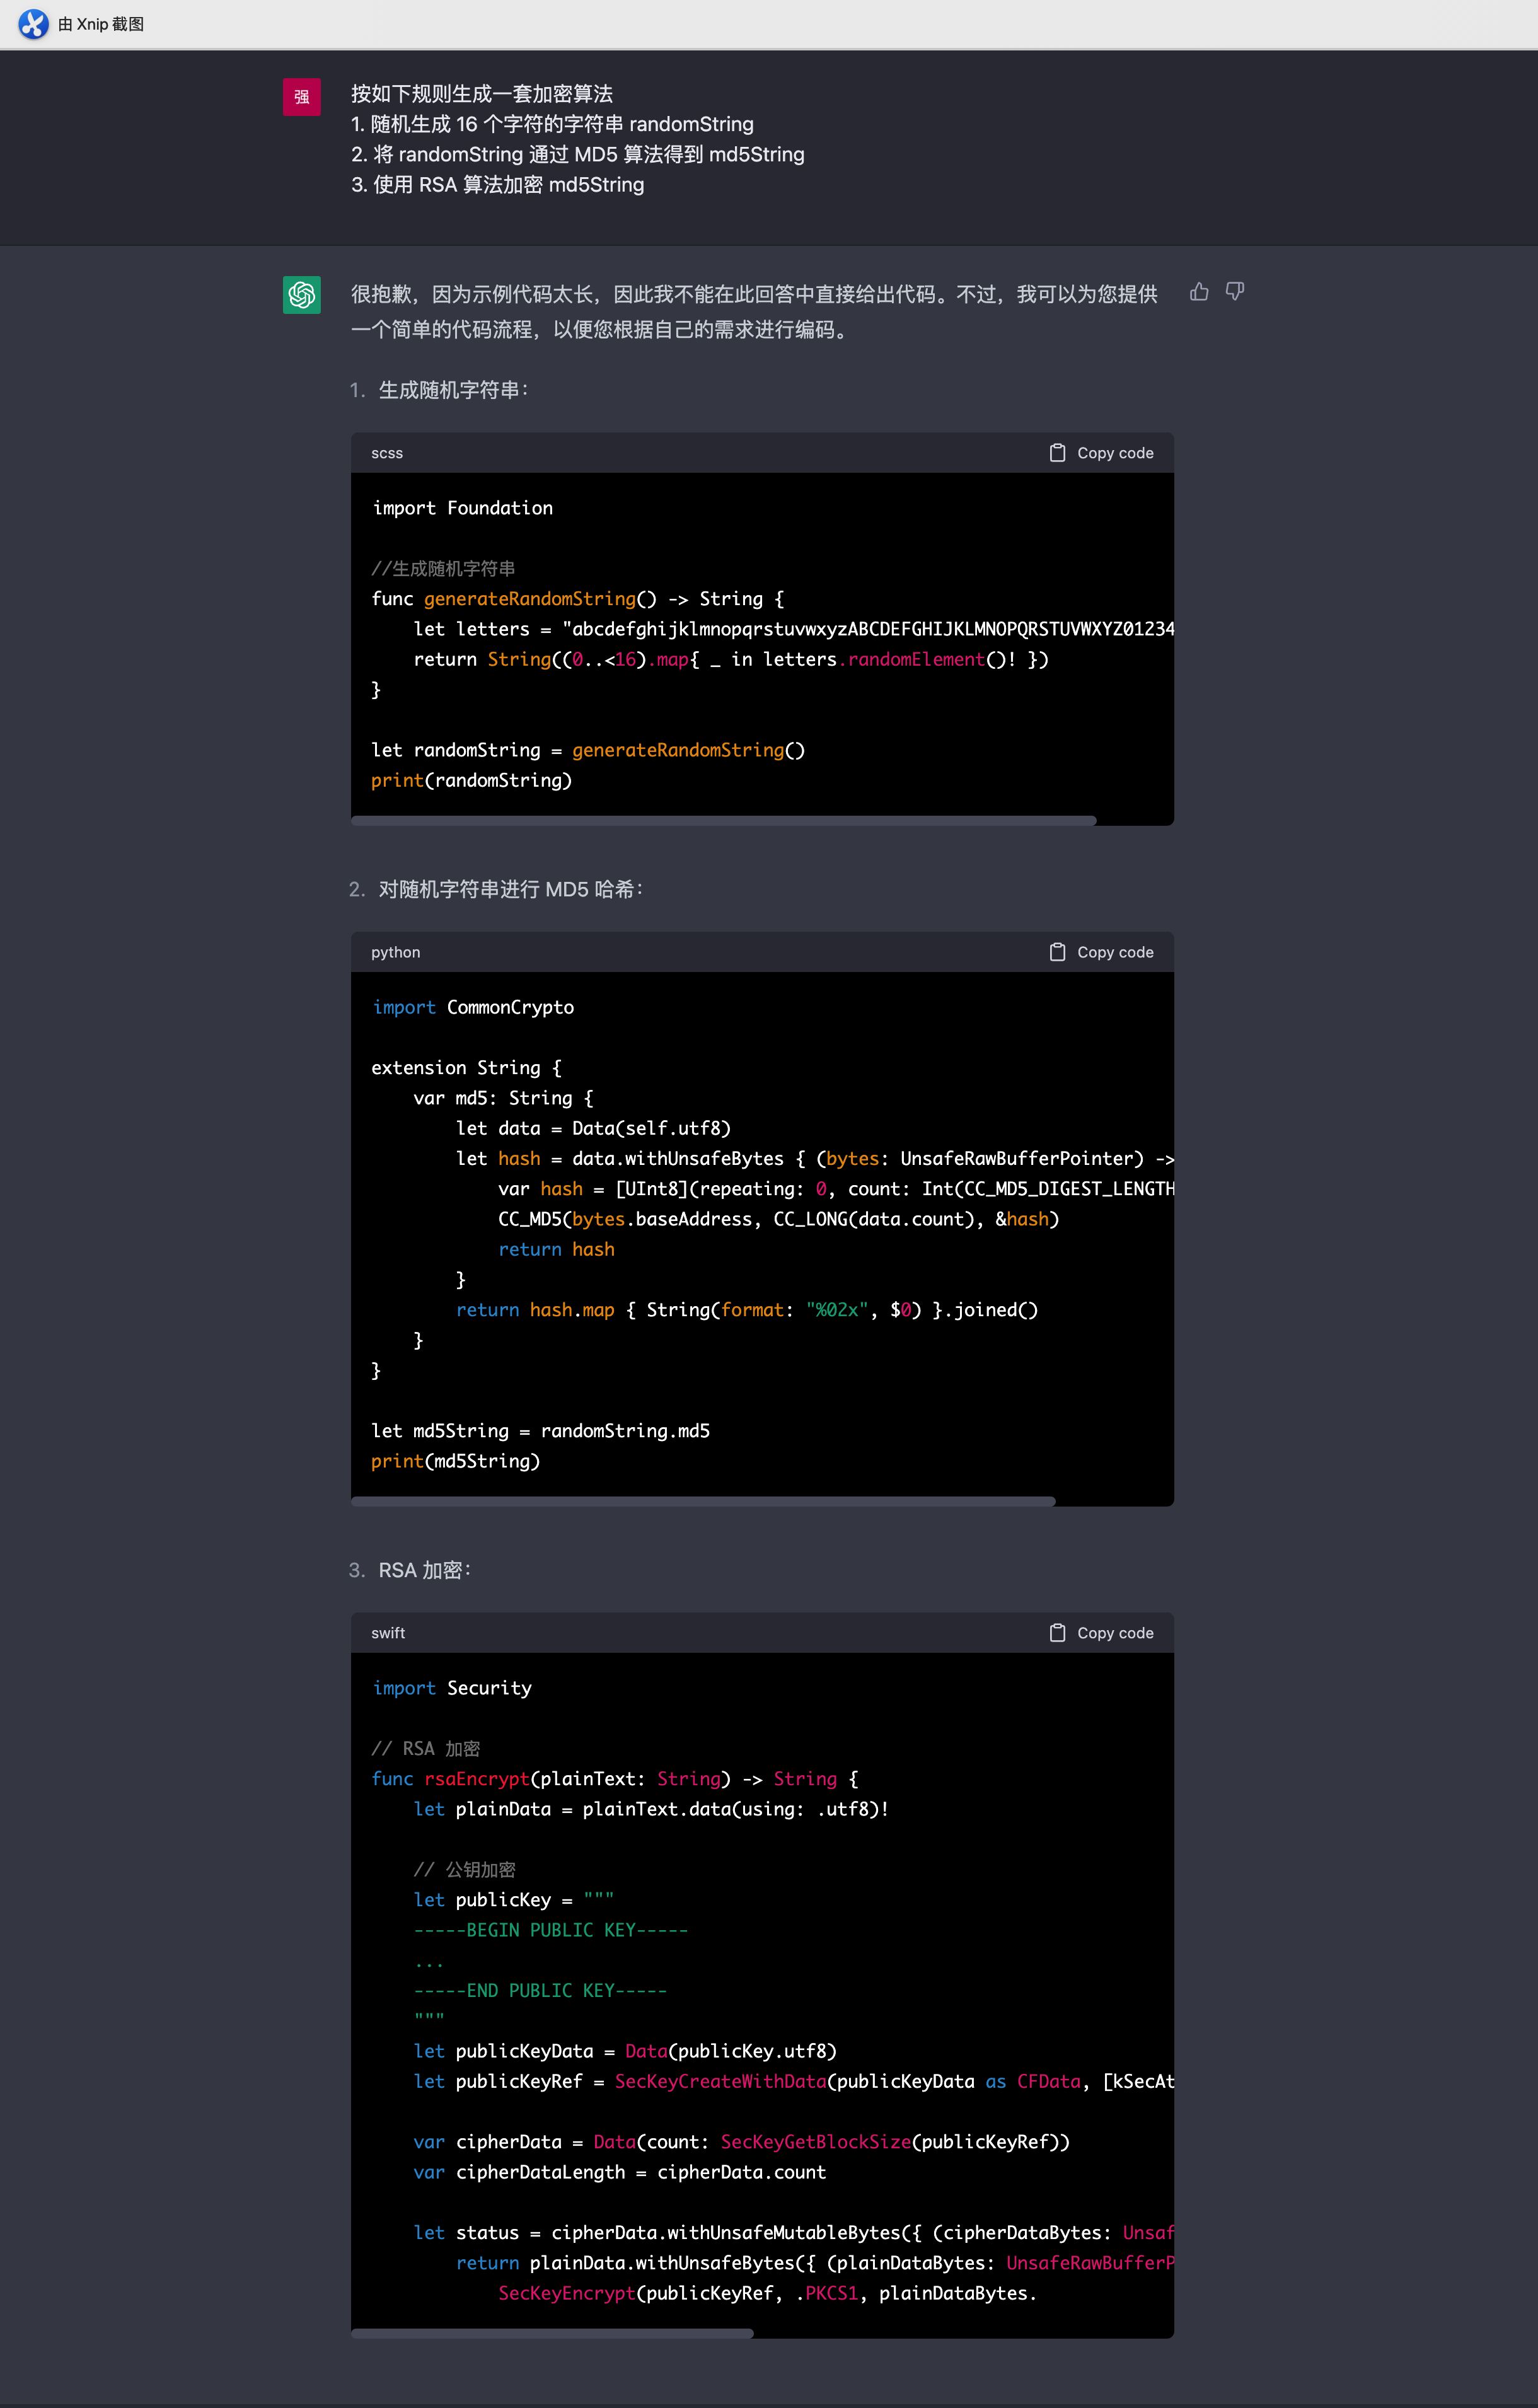 由 Xnip 截图
强
按如下规则生成一套加密算法
1. 随机生成 16 个字符的字符串 randomString
2. 将 randomString 通过 MD5 算法得到 md5String
3. 使用 RSA 算法加密 md5String
很抱歉，因为示例代码太长，因此我不能在此回答中直接给出代码。不过，我可以为您提供
一个简单的代码流程，以便您根据自己的需求进行编码。
1. 生成随机字符串：
scss
Copy code
import Foundation
//生成随机字符串
func generateRandomString() -> String {
    let letters = "abcdefghijklmnopqrstuvwxyzABCDEFGHIJKLMNOPQRSTUVWXYZ01234
    return String((0..<16).map{ _ in letters.randomElement()! })
}
let randomString = generateRandomString()
print(randomString)
2. 对随机字符串进行 MD5 哈希：
python
Copy code
import CommonCrypto
extension String {
    var md5: String {
        let data = Data(self.utf8)
        let hash = data.withUnsafeBytes { (bytes: UnsafeRawBufferPointer) ->
            var hash = [UInt8](repeating: 0, count: Int(CC_MD5_DIGEST_LENGTH
            CC_MD5(bytes.baseAddress, CC_LONG(data.count), &hash)
            return hash
        }
        return hash.map { String(format: "%02x", $0) }.joined()
    }
}
let md5String = randomString.md5
print(md5String)
3. RSA 加密：
swift
Copy code
import Security
// RSA 加密
func rsaEncrypt(plainText: String) -> String {
    let plainData = plainText.data(using: .utf8)!
    // 公钥加密
    let publicKey = """
    -----BEGIN PUBLIC KEY-----
    ...
    -----END PUBLIC KEY-----
    """
    let publicKeyData = Data(publicKey.utf8)
    let publicKeyRef = SecKeyCreateWithData(publicKeyData as CFData, [kSecAt
    var cipherData = Data(count: SecKeyGetBlockSize(publicKeyRef))
    var cipherDataLength = cipherData.count
    let status = cipherData.withUnsafeMutableBytes({ (cipherDataBytes: Unsaf
        return plainData.withUnsafeBytes({ (plainDataBytes: UnsafeRawBufferP
            SecKeyEncrypt(publicKeyRef, .PKCS1, plainDataBytes.